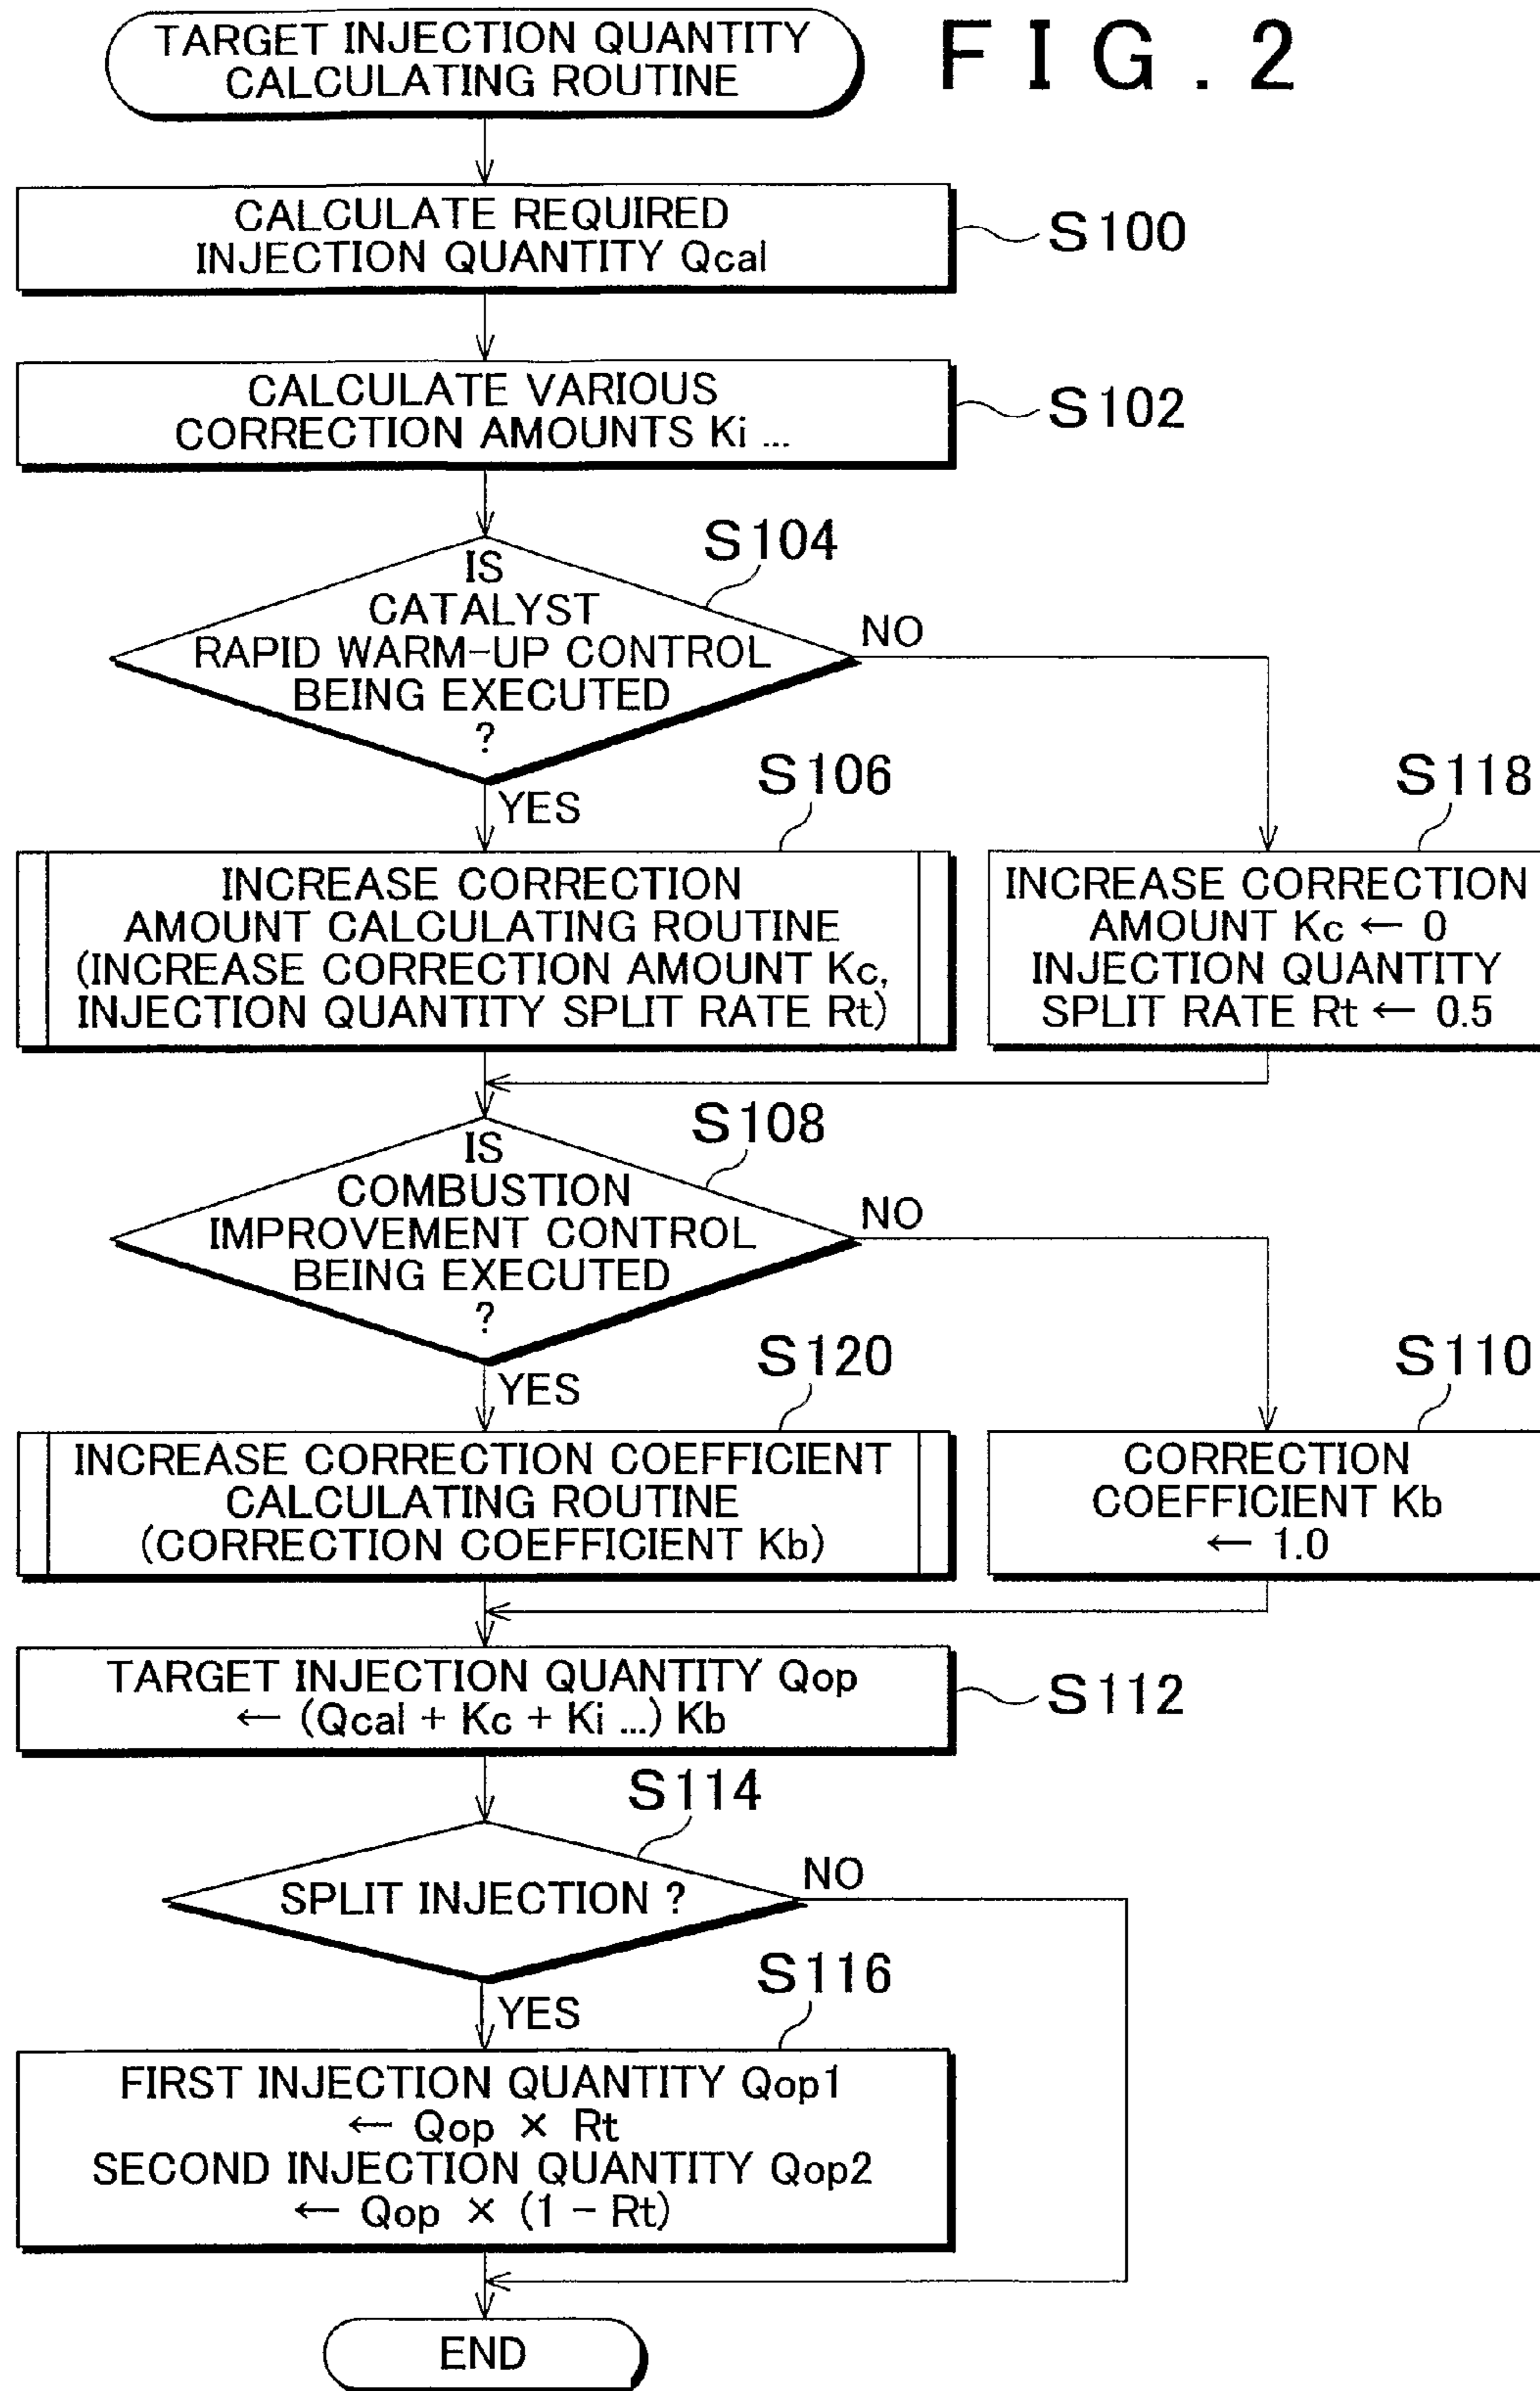 TARGET INJECTION QUANTITY
CALCULATING ROUTINE
FIG.2
CALCULATE REQUIRED
INJECTION QUANTITY Qcal
S100
CALCULATE VARIOUS
CORRECTION AMOUNTS Ki ...
S102
S104
IS
CATALYST
RAPID WARM-UP CONTROL
BEING EXECUTED
?
NO
YES
S106
S118
INCREASE CORRECTION
AMOUNT CALCULATING ROUTINE
(INCREASE CORRECTION AMOUNT Kc,
INJECTION QUANTITY SPLIT RATE Rt)
INCREASE CORRECTION
AMOUNT Kc ← 0
INJECTION QUANTITY
SPLIT RATE Rt ← 0.5
S108
IS
COMBUSTION
IMPROVEMENT CONTROL
BEING EXECUTED
?
NO
YES
S120
S110
INCREASE CORRECTION COEFFICIENT
CALCULATING ROUTINE
(CORRECTION COEFFICIENT Kb)
CORRECTION
COEFFICIENT Kb
← 1.0
TARGET INJECTION QUANTITY Qop
← (Qcal + Kc + Ki ...) Kb
S112
S114
SPLIT INJECTION ?
NO
YES
S116
FIRST INJECTION QUANTITY Qop1
← Qop × Rt
SECOND INJECTION QUANTITY Qop2
← Qop × (1 - Rt)
END